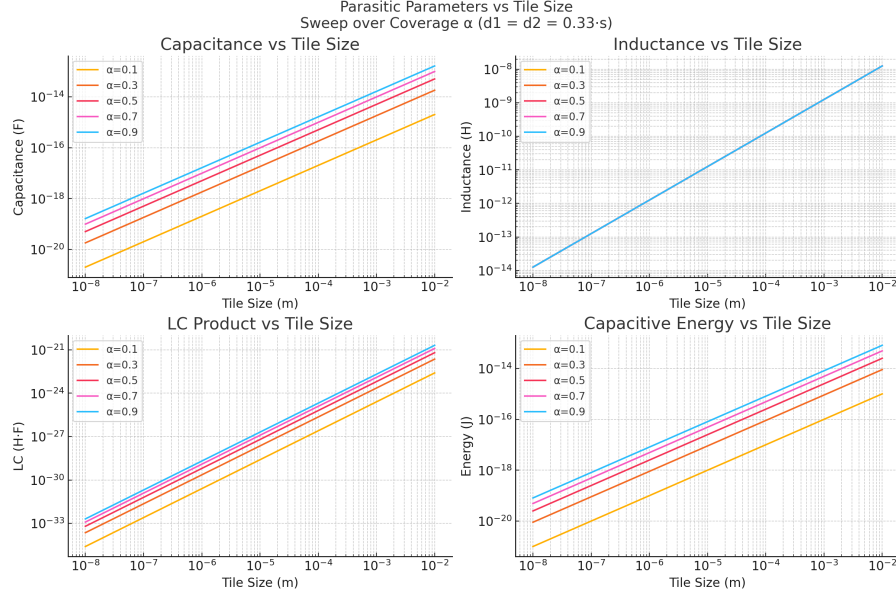 Parasitic Parameters vs Tile Size
Sweep over Coverage α (d1 = d2 = 0.33·s)
Capacitance vs Tile Size
α=0.1
α=0.3
α=0.5
α=0.7
α=0.9
Capacitance (F)
10⁻¹⁴
10⁻¹⁶
10⁻¹⁸
10⁻²⁰
10⁻⁸ 10⁻⁷ 10⁻⁶ 10⁻⁵ 10⁻⁴ 10⁻³ 10⁻²
Tile Size (m)
Inductance vs Tile Size
α=0.1
α=0.3
α=0.5
α=0.7
α=0.9
Inductance (H)
10⁻⁸
10⁻⁹
10⁻¹⁰
10⁻¹¹
10⁻¹²
10⁻¹³
10⁻¹⁴
10⁻⁸ 10⁻⁷ 10⁻⁶ 10⁻⁵ 10⁻⁴ 10⁻³ 10⁻²
Tile Size (m)
LC Product vs Tile Size
α=0.1
α=0.3
α=0.5
α=0.7
α=0.9
LC (H·F)
10⁻²¹
10⁻²⁴
10⁻²⁷
10⁻³⁰
10⁻³³
10⁻⁸ 10⁻⁷ 10⁻⁶ 10⁻⁵ 10⁻⁴ 10⁻³ 10⁻²
Tile Size (m)
Capacitive Energy vs Tile Size
α=0.1
α=0.3
α=0.5
α=0.7
α=0.9
Energy (J)
10⁻¹⁴
10⁻¹⁶
10⁻¹⁸
10⁻²⁰
10⁻⁸ 10⁻⁷ 10⁻⁶ 10⁻⁵ 10⁻⁴ 10⁻³ 10⁻²
Tile Size (m)